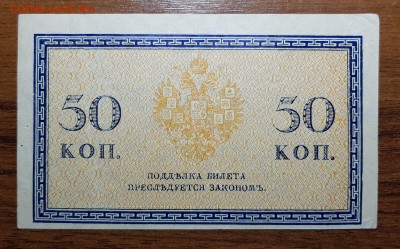 50 50
КОП. КОП.
ПОДДѢЛКА БИЛЕТА
ПРЕСЛѢДУЕТСЯ ЗАКОНОМЪ.